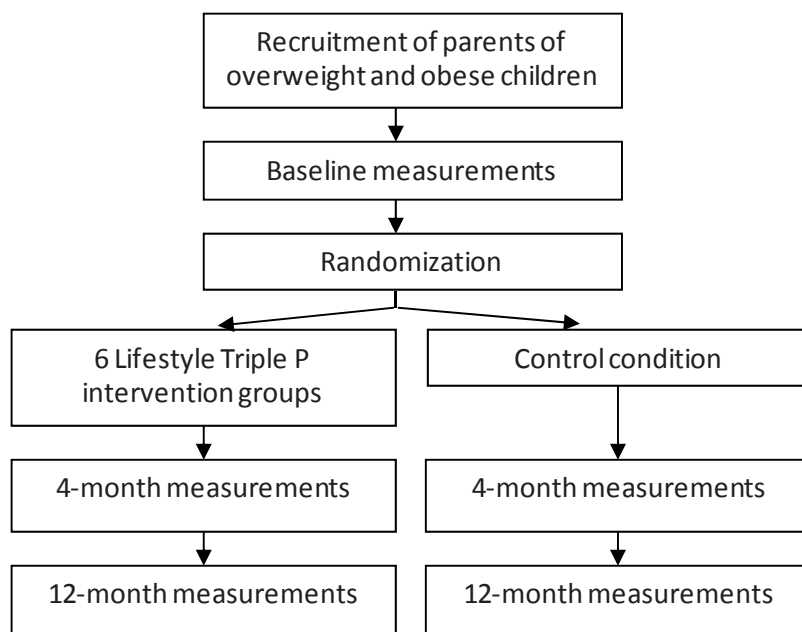 Recruitment of parents of
overweight and obese children
Baseline measurements
Randomization
6 Lifestyle Triple P
intervention groups
Control condition
4-month measurements
4-month measurements
12-month measurements
12-month measurements